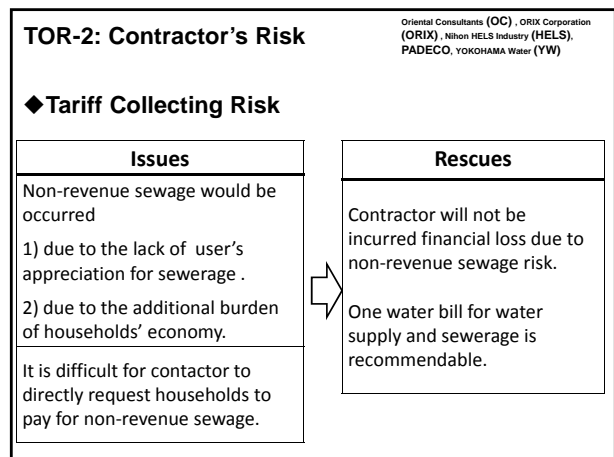 TOR-2: Contractor's Risk
Oriental Consultants (OC) , ORIX Corporation
(ORIX) , Nihon HELS Industry (HELS),
PADECO, YOKOHAMA Water (YW)
◆Tariff Collecting Risk
Issues
Non-revenue sewage would be
occurred
1) due to the lack of user's
appreciation for sewerage .
2) due to the additional burden
of households' economy.
It is difficult for contactor to
directly request households to
pay for non-revenue sewage.
Rescues
Contractor will not be
incurred financial loss due to
non-revenue sewage risk.
One water bill for water
supply and sewerage is
recommendable.